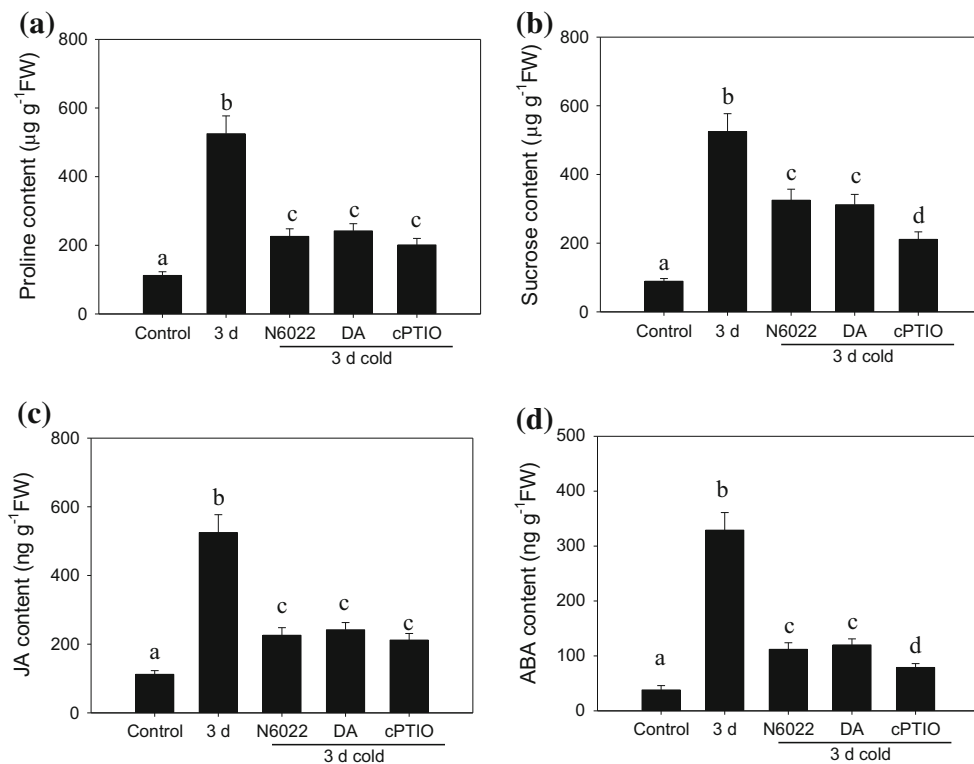 (a)
Proline content (µg g⁻¹FW)
800
600
400
200
0
a
b
c
c
c
Control 3 d N6022 DA cPTIO
3 d cold
(b)
Sucrose content (µg g⁻¹FW)
800
600
400
200
0
a
b
c
c
d
Control 3 d N6022 DA cPTIO
3 d cold
(c)
JA content (ng g⁻¹FW)
800
600
400
200
0
a
b
c
c
c
Control 3 d N6022 DA cPTIO
3 d cold
(d)
ABA content (ng g⁻¹FW)
500
400
300
200
100
0
a
b
c
c
d
Control 3 d N6022 DA cPTIO
3 d cold